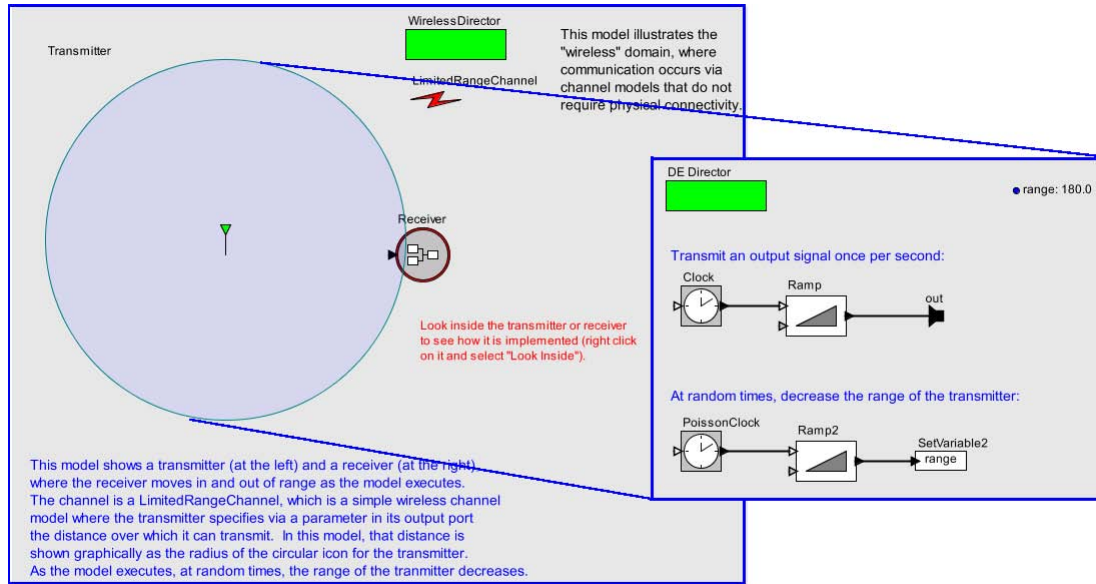 WirelessDirector
Transmitter
LimitedRangeChannel
This model illustrates the
"wireless" domain, where
communication occurs via
channel models that do not
require physical connectivity.
Receiver
Look inside the transmitter or receiver
to see how it is implemented (right click
on it and select "Look Inside").
This model shows a transmitter (at the left) and a receiver (at the right),
where the receiver moves in and out of range as the model executes.
The channel is a LimitedRangeChannel, which is a simple wireless channel
model where the transmitter specifies via a parameter in its output port
the distance over which it can transmit. In this model, that distance is
shown graphically as the radius of the circular icon for the transmitter.
As the model executes, at random times, the range of the tranmitter decreases.
DE Director
range: 180.0
Transmit an output signal once per second:
Clock
Ramp
out
At random times, decrease the range of the transmitter:
PoissonClock
Ramp2
SetVariable2
range